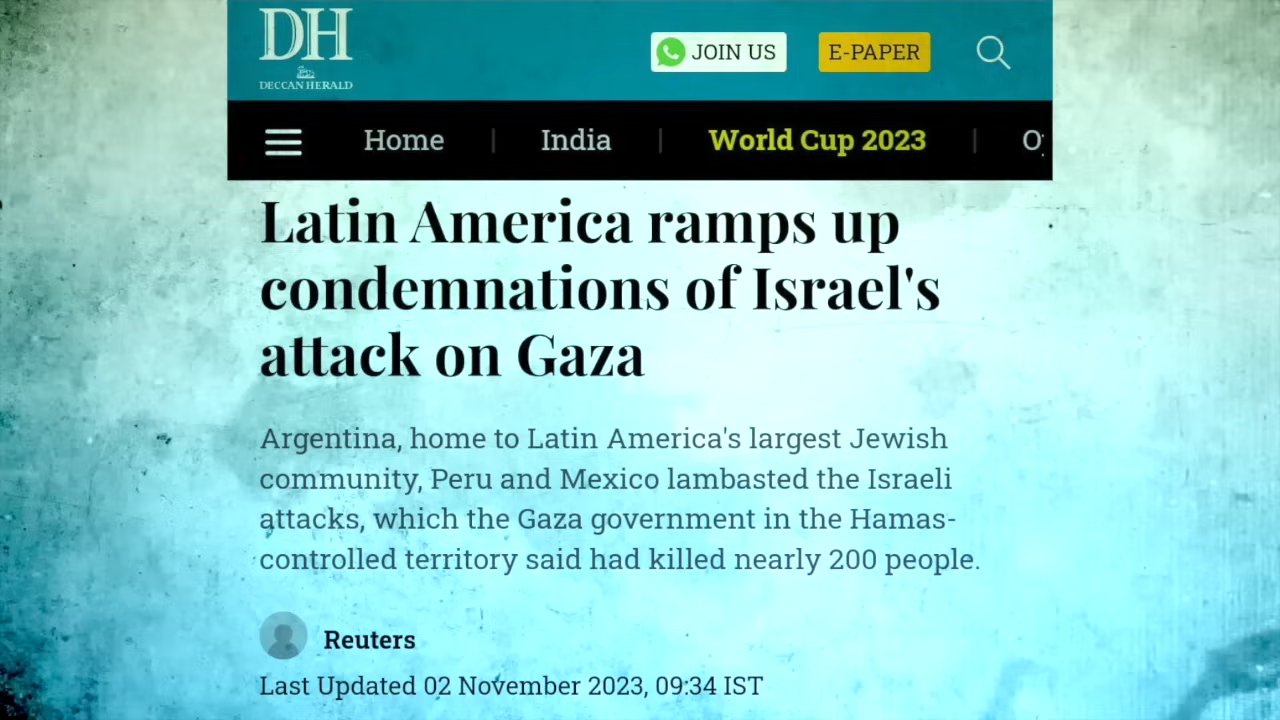 DH
DECCAN HERALD
JOIN US
E-PAPER
Home
India
World Cup 2023
Latin America ramps up
condemnations of Israel's
attack on Gaza
Argentina, home to Latin America's largest Jewish
community, Peru and Mexico lambasted the Israeli
attacks, which the Gaza government in the Hamas-
controlled territory said had killed nearly 200 people.
Reuters
Last Updated 02 November 2023, 09:34 IST